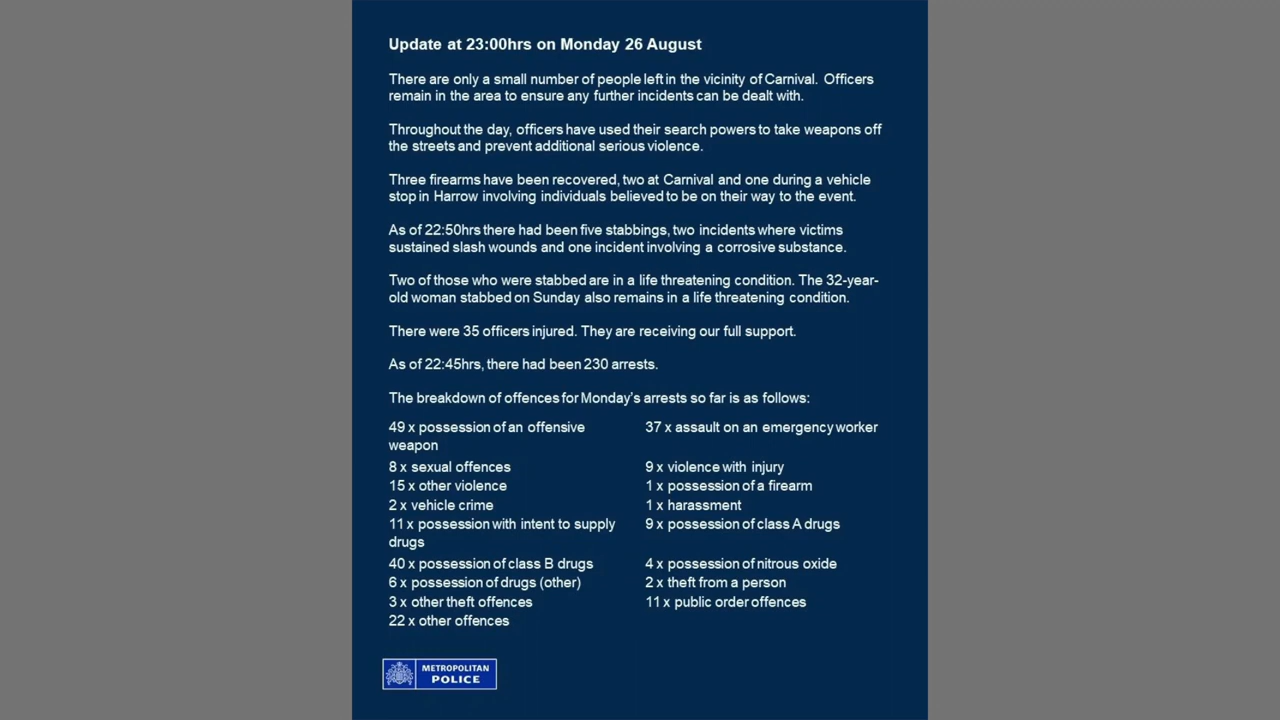 Update at 23:00hrs on Monday 26 August
There are only a small number of people left in the vicinity of Carnival. Officers
remain in the area to ensure any further incidents can be dealt with.
Throughout the day, officers have used their search powers to take weapons off
the streets and prevent additional serious violence.
Three firearms have been recovered, two at Carnival and one during a vehicle
stop in Harrow involving individuals believed to be on their way to the event.
As of 22:50hrs there had been five stabbings, two incidents where victims
sustained slash wounds and one incident involving a corrosive substance.
Two of those who were stabbed are in a life threatening condition. The 32-year-
old woman stabbed on Sunday also remains in a life threatening condition.
There were 35 officers injured. They are receiving our full support.
As of 22:45hrs, there had been 230 arrests.
The breakdown of offences for Monday's arrests so far is as follows:
49 x possession of an offensive
weapon
37 x assault on an emergency worker
8 x sexual offences
9 x violence with injury
15 x other violence
1 x possession of a firearm
2 x vehicle crime
1 x harassment
11 x possession with intent to supply
drugs
9 x possession of class A drugs
40 x possession of class B drugs
4 x possession of nitrous oxide
6 x possession of drugs (other)
2 x theft from a person
3 x other theft offences
11 x public order offences
22 x other offences
METROPOLITAN
POLICE